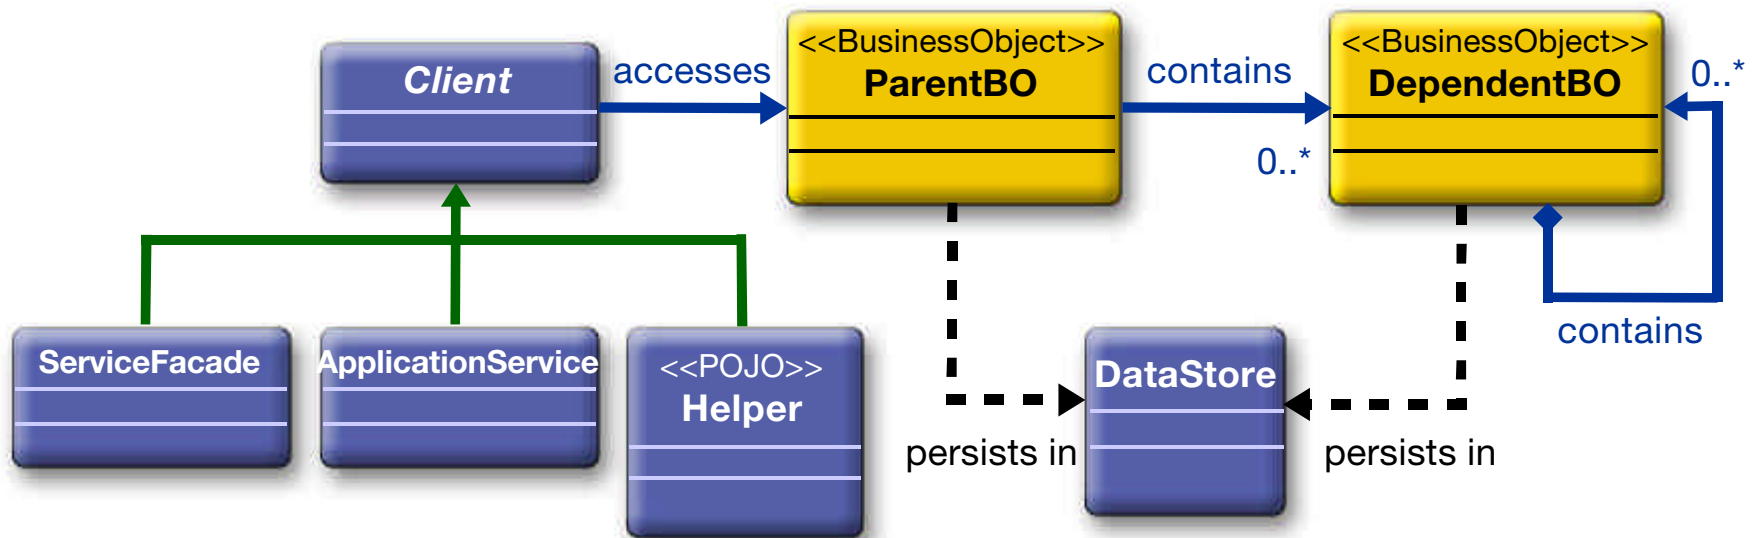 <<BusinessObject>>
ParentBO
<<BusinessObject>>
DependentBO
Client
accesses
contains
0..*
0..*
contains
ServiceFacade
ApplicationService
<<POJO>>
Helper
DataStore
persists in
persists in